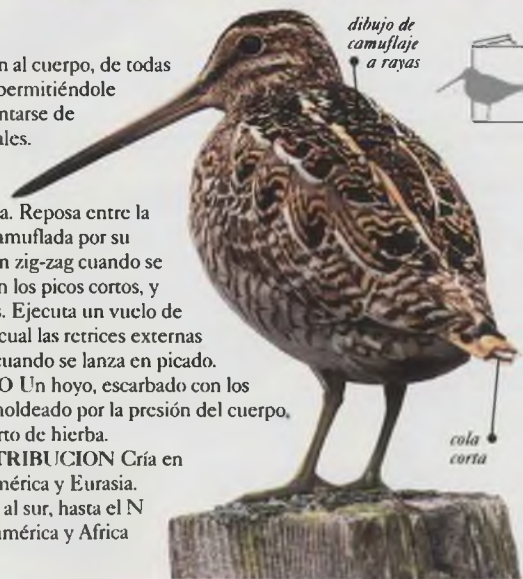 n al cuerpo, de todas
permitiéndole
ntarse de
ales.
a. Reposa entre la
amuflada por su
n zig-zag cuando se
n los picos cortos, y
s. Ejecuta un vuelo de
cual las retrices externas
cuando se lanza en picado.
O Un hoyo, escarbado con los
noldeado por la presión del cuerpo,
rto de hierba.
TRIBUCION Cría en
mérica y Eurasia.
al sur, hasta el N
américa y Africa
dibujo de
camuflaje
a rayas
cola
corta